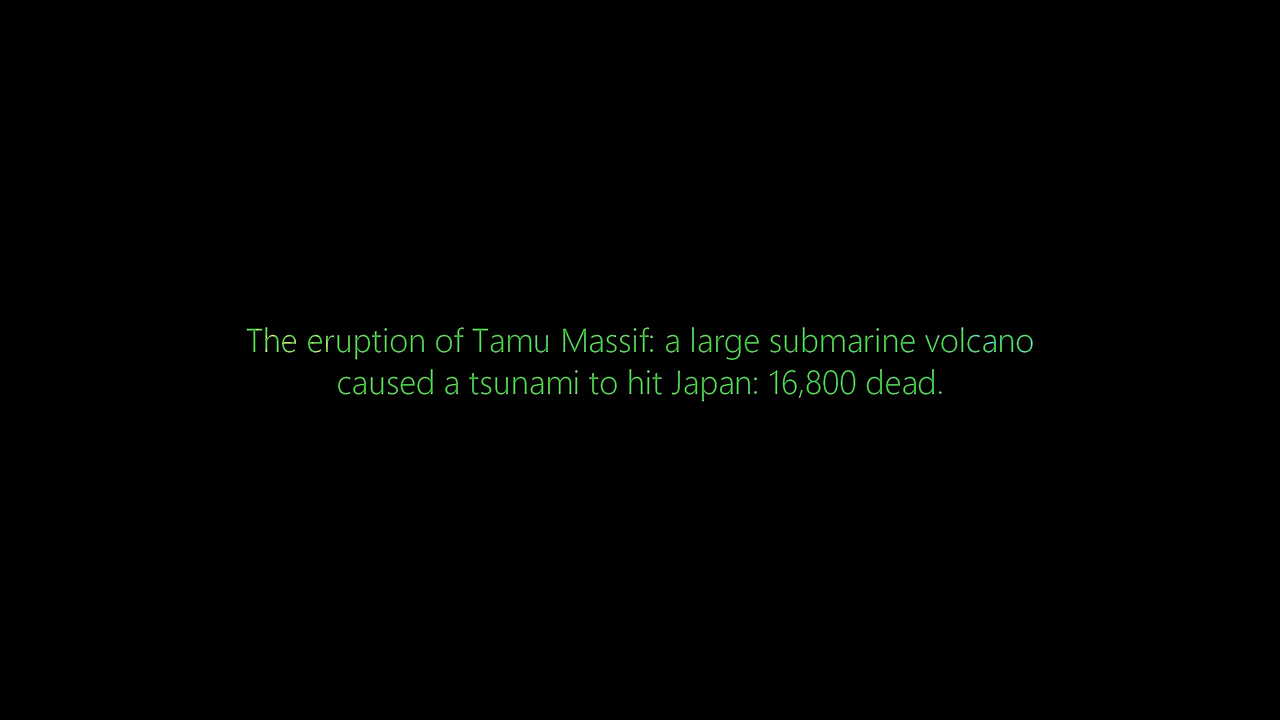 The eruption of Tamu Massif: a large submarine volcano
caused a tsunami to hit Japan: 16,800 dead.